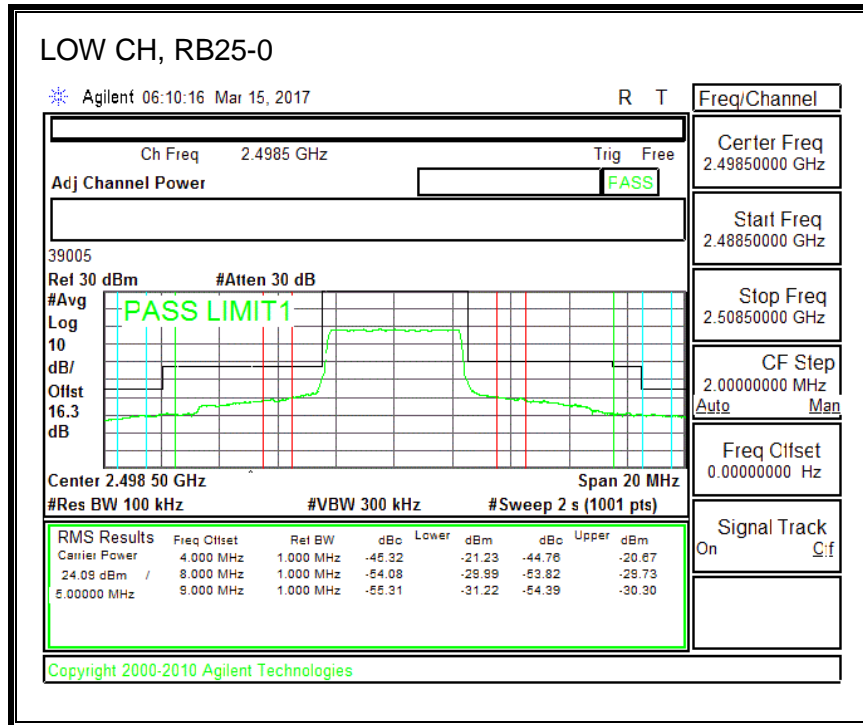 LOW CH, RB25-0
Agilent 06:10:16 Mar 15, 2017 R T
Freq/Channel
Ch Freq 2.4985 GHz Trig Free
Adj Channel Power
PASS
Center Freq
2.49850000 GHz
Start Freq
2.48850000 GHz
Stop Freq
2.50850000 GHz
CF Step
2.00000000 MHz
Auto Man
Freq Offset
0.00000000 Hz
Signal Track
On Off
39005
Ref 30 dBm #Atten 30 dB
#Avg
Log
10
dB/
Offst
16.3
dB
PASS LIMIT1
Center 2.498 50 GHz Span 20 MHz
#Res BW 100 kHz #VBW 300 kHz #Sweep 2 s (1001 pts)
RMS Results Freq Offset Ref BW dBc Lower dBm dBc Upper dBm
Carrier Power 4.000 MHz 1.000 MHz -45.32 -21.23 -44.76 -20.67
24.09 dBm / 8.000 MHz 1.000 MHz -54.08 -29.99 -53.82 -29.73
5.00000 MHz 9.000 MHz 1.000 MHz -55.31 -31.22 -54.39 -30.30
Copyright 2000-2010 Agilent Technologies